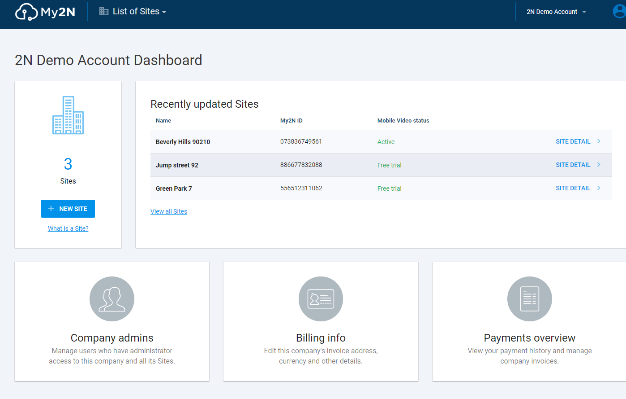 My2N
List of Sites
2N Demo Account
2N Demo Account Dashboard
3
Sites
+ NEW SITE
What is a Site?
Recently updated Sites
Name My2N ID Mobile Video status
Beverly Hills 90210 075836749561 Active SITE DETAIL >
Jump street 92 886677832088 Free trial SITE DETAIL >
Green Park 7 556512311062 Free trial SITE DETAIL >
View all Sites
Company admins
Manage users who have administrator
access to this company and all its Sites.
Billing info
Edit this company's invoice address,
currency and other details.
Payments overview
View your payment history and manage
company invoices.